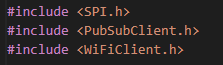 #include <SPI.h>
#include <PubSubClient.h>
#include <WiFiClient.h>